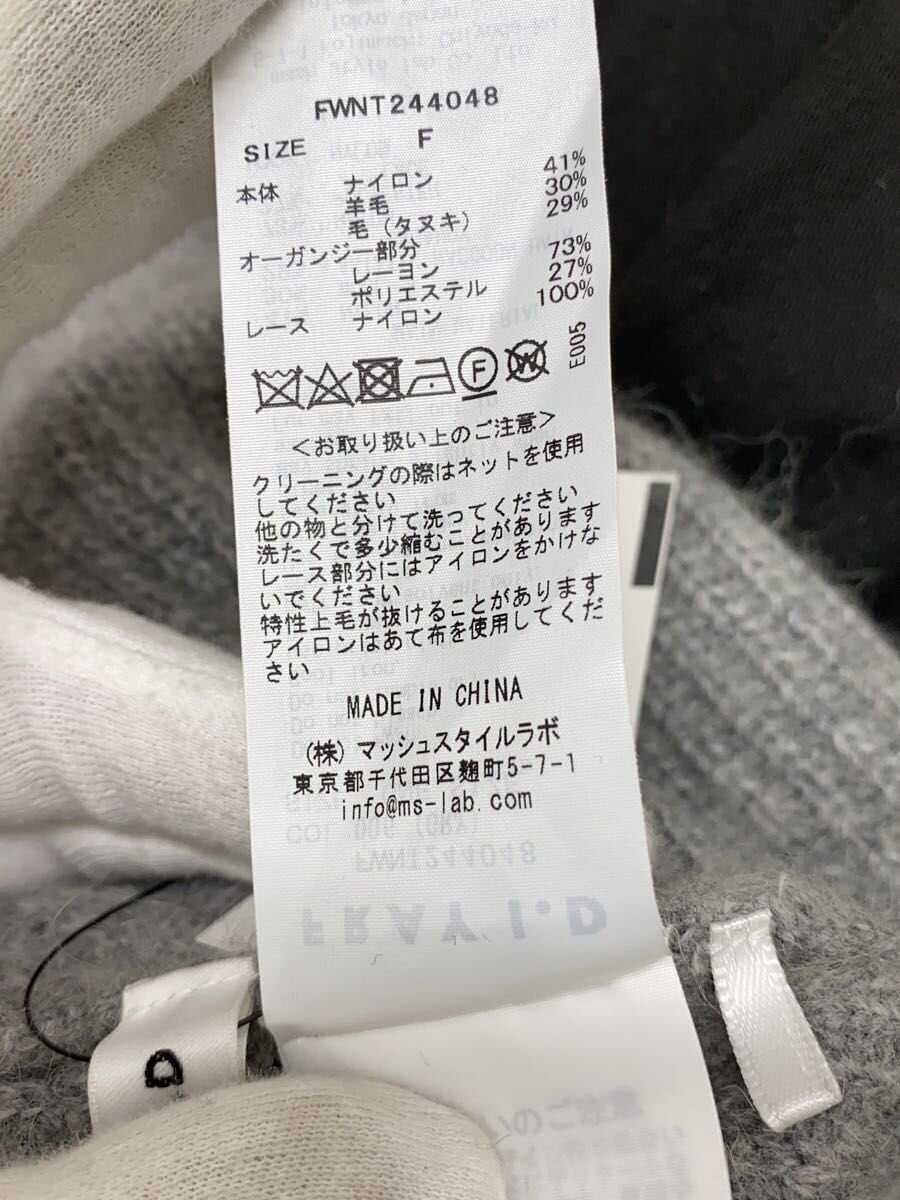 FWNT244048
SIZE F
本体 ナイロン 41%
羊毛 30%
毛（タヌキ） 29%
オーガンジー部分
レーヨン 73%
ポリエステル 27%
レース ナイロン 100%
F W E005
＜お取り扱い上のご注意＞
クリーニングの際はネットを使用
してください
他の物と分けて洗ってください
洗たくで多少縮むことがあります
レース部分にはアイロンをかけな
いでください
特性上毛が抜けることがあります
アイロンはあて布を使用してくだ
さい
MADE IN CHINA
（株）マッシュスタイルラボ
東京都千代田区麹町5-7-1
info@ms-lab.com
FWNT244048
FRAY I.D
D
いのご注意